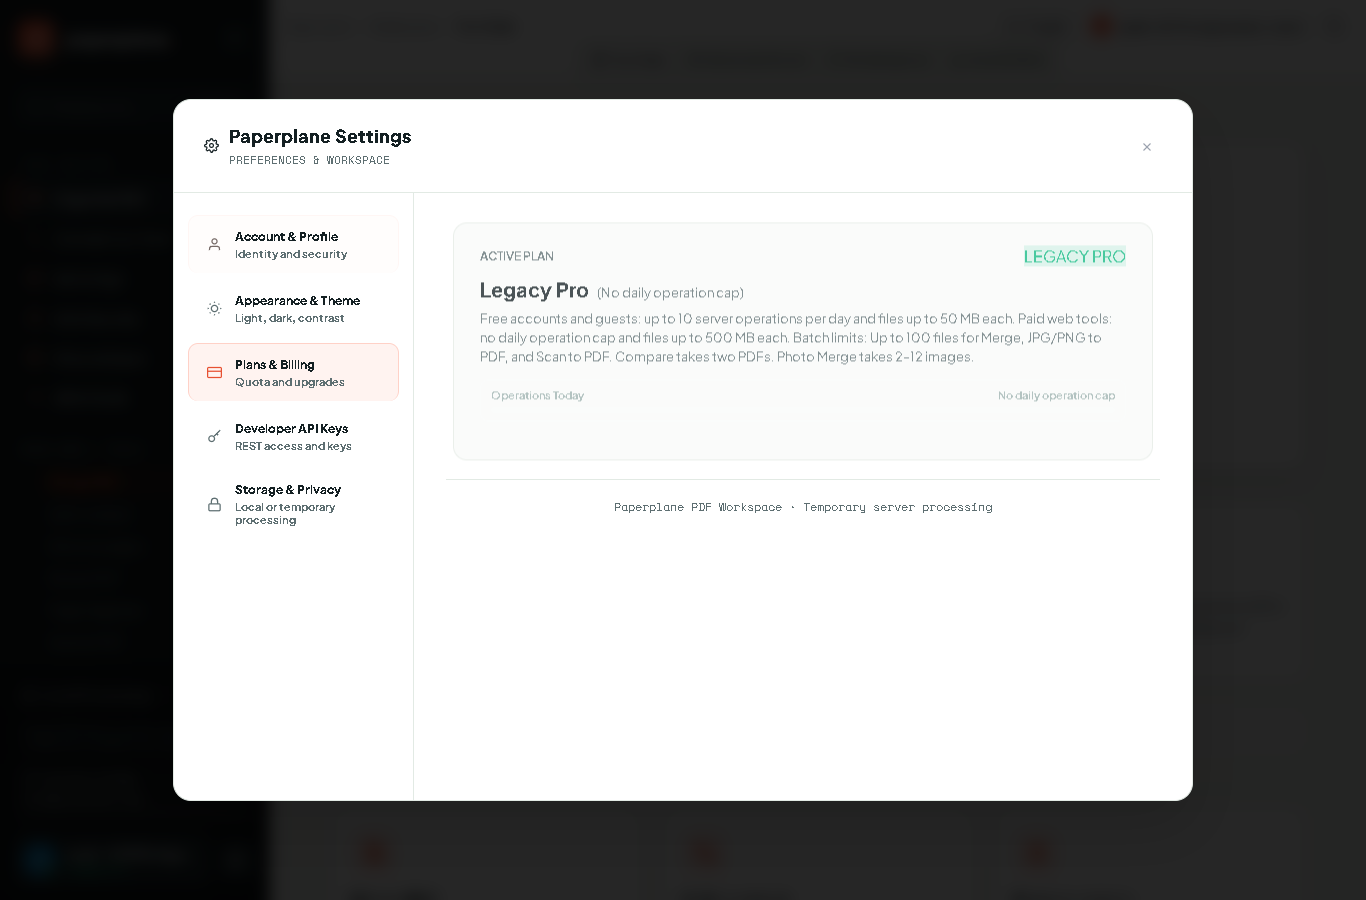 Paperplane Settings
PREFERENCES & WORKSPACE
Account & Profile
Identity and security
Appearance & Theme
Light, dark, contrast
Plans & Billing
Quota and upgrades
Developer API Keys
REST access and keys
Storage & Privacy
Local or temporary
processing
ACTIVE PLAN
LEGACY PRO
Legacy Pro (No daily operation cap)
Free accounts and guests: up to 10 server operations per day and files up to 50 MB each. Paid web tools:
no daily operation cap and files up to 500 MB each. Batch limits: Up to 100 files for Merge, JPG/PNG to
PDF, and Scan to PDF. Compare takes two PDFs. Photo Merge takes 2–12 images.
Operations Today
No daily operation cap
Paperplane PDF Workspace · Temporary server processing